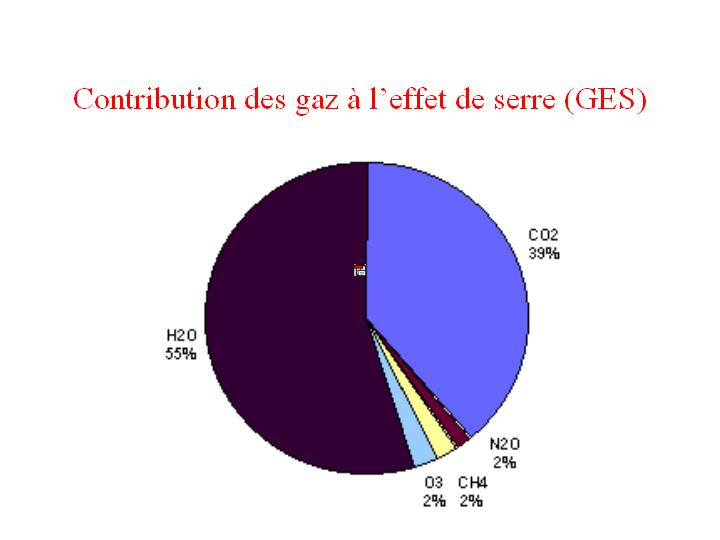 Contribution des gaz à l’effet de serre (GES)
CO2
39%
H2O
55%
N2O
2%
O3
2%
CH4
2%